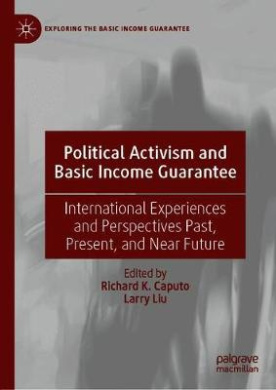 EXPLORING THE BASIC INCOME GUARANTEE
Political Activism and
Basic Income Guarantee
International Experiences
and Perspectives Past,
Present, and Near Future
Edited by
Richard K. Caputo
Larry Liu
palgrave
macmillan